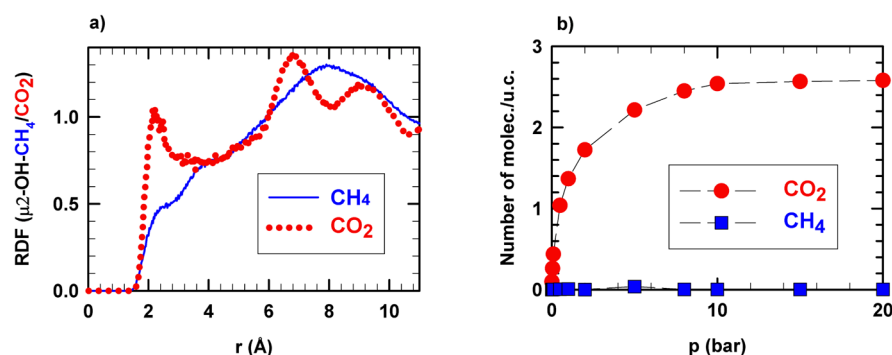 a)
RDF (μ2-OH-CH4/CO2)
1.0
0.5
0.0
0 2 4 6 8 10
r (Å)
CH4
CO2
b)
Number of molec./u.c.
3
2
1
0
0 5 10 15 20
p (bar)
CO2
CH4